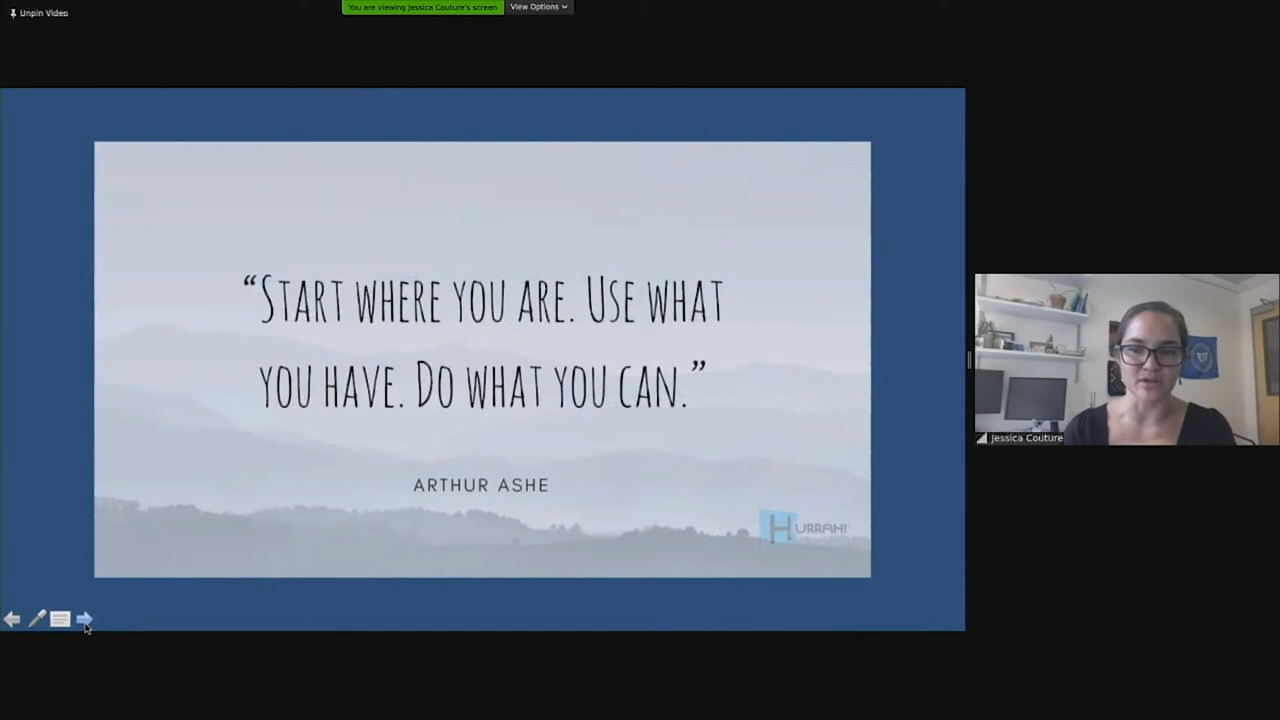 Unpin Video
You are viewing Jessica Couture's screen
View Options
“START WHERE YOU ARE. USE WHAT
YOU HAVE. DO WHAT YOU CAN.”
ARTHUR ASHE
HURRAH!
Jessica Couture